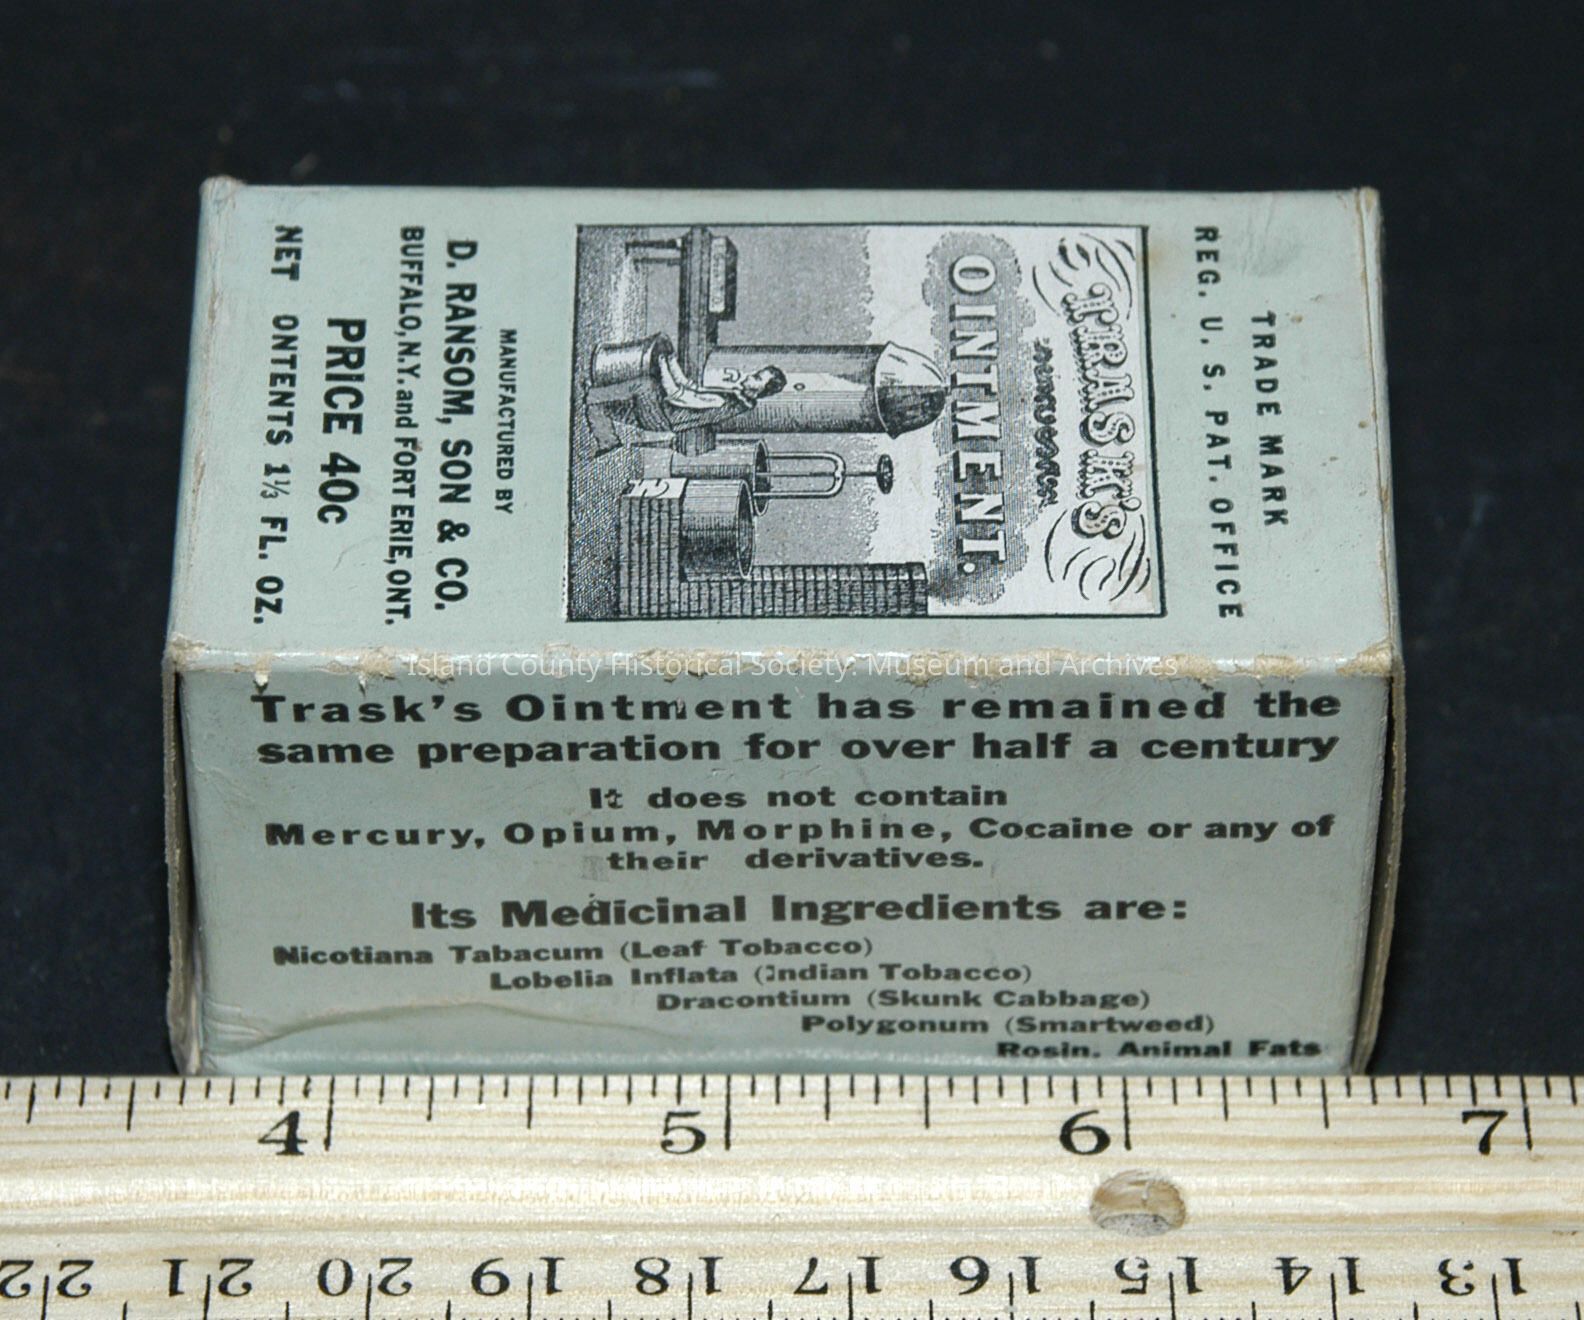 TRADE MARK
REG. U. S. PAT. OFFICE
TRASK'S
OINTMENT.
MANUFACTURED BY
D. RANSOM, SON & CO.
BUFFALO, N.Y. and FORT ERIE, ONT.
PRICE 40c
NET ONTENTS 1⅓ FL. OZ.
Island County Historical Society: Museum and Archives
Trask's Ointment has remained the
same preparation for over half a century
It does not contain
Mercury, Opium, Morphine, Cocaine or any of
their derivatives.
Its Medicinal Ingredients are:
Nicotiana Tabacum (Leaf Tobacco)
Lobelia Inflata (Indian Tobacco)
Dracontium (Skunk Cabbage)
Polygonum (Smartweed)
Rosin. Animal Fats
4 5 6 7
22 21 20 19 18 17 16 15 14 13